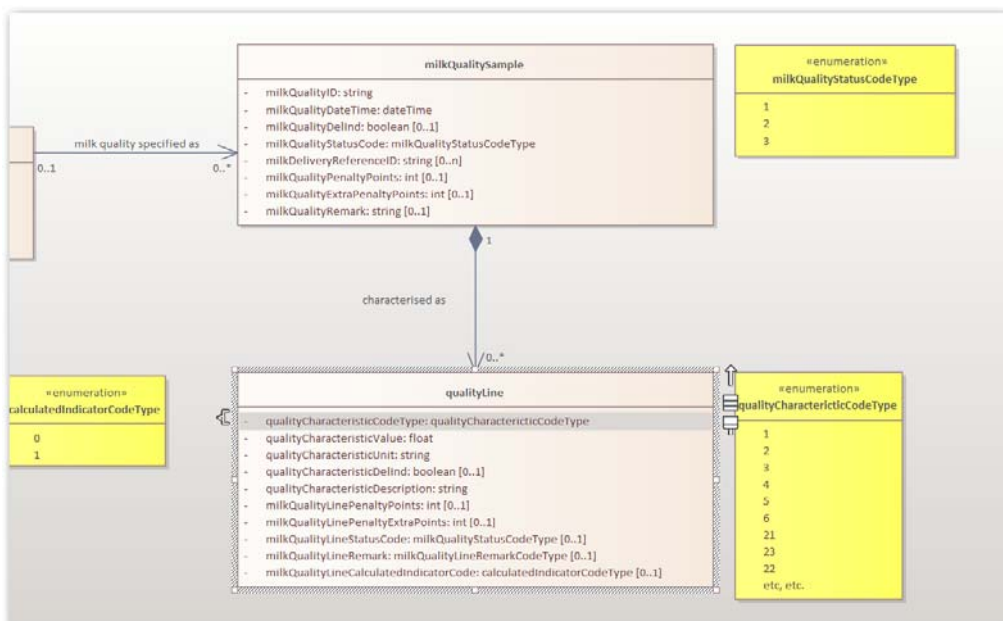 milkQualitySample
- milkQualityID: string
- milkQualityDateTime: dateTime
- milkQualityDelInd: boolean [0..1]
- milkQualityStatusCode: milkQualityStatusCodeType
- milkDeliveryReferenceID: string [0..n]
- milkQualityPenaltyPoints: int [0..1]
- milkQualityExtraPenaltyPoints: int [0..1]
- milkQualityRemark: string [0..1]
«enumeration»
milkQualityStatusCodeType
1
2
3
milk quality specified as
0..1
0..*
1
characterised as
0..*
«enumeration»
calculatedIndicatorCodeType
0
1
qualityLine
- qualityCharacteristicCodeType: qualityCharactericticCodeType
- qualityCharacteristicValue: float
- qualityCharacteristicUnit: string
- qualityCharacteristicDelInd: boolean [0..1]
- qualityCharacteristicDescription: string
- milkQualityLinePenaltyPoints: int [0..1]
- milkQualityLinePenaltyExtraPoints: int [0..1]
- milkQualityLineStatusCode: milkQualityStatusCodeType [0..1]
- milkQualityLineRemark: milkQualityLineRemarkCodeType [0..1]
- milkQualityLineCalculatedIndicatorCode: calculatedIndicatorCodeType [0..1]
«enumeration»
qualityCharactericticCodeType
1
2
3
4
5
6
21
23
22
etc, etc.